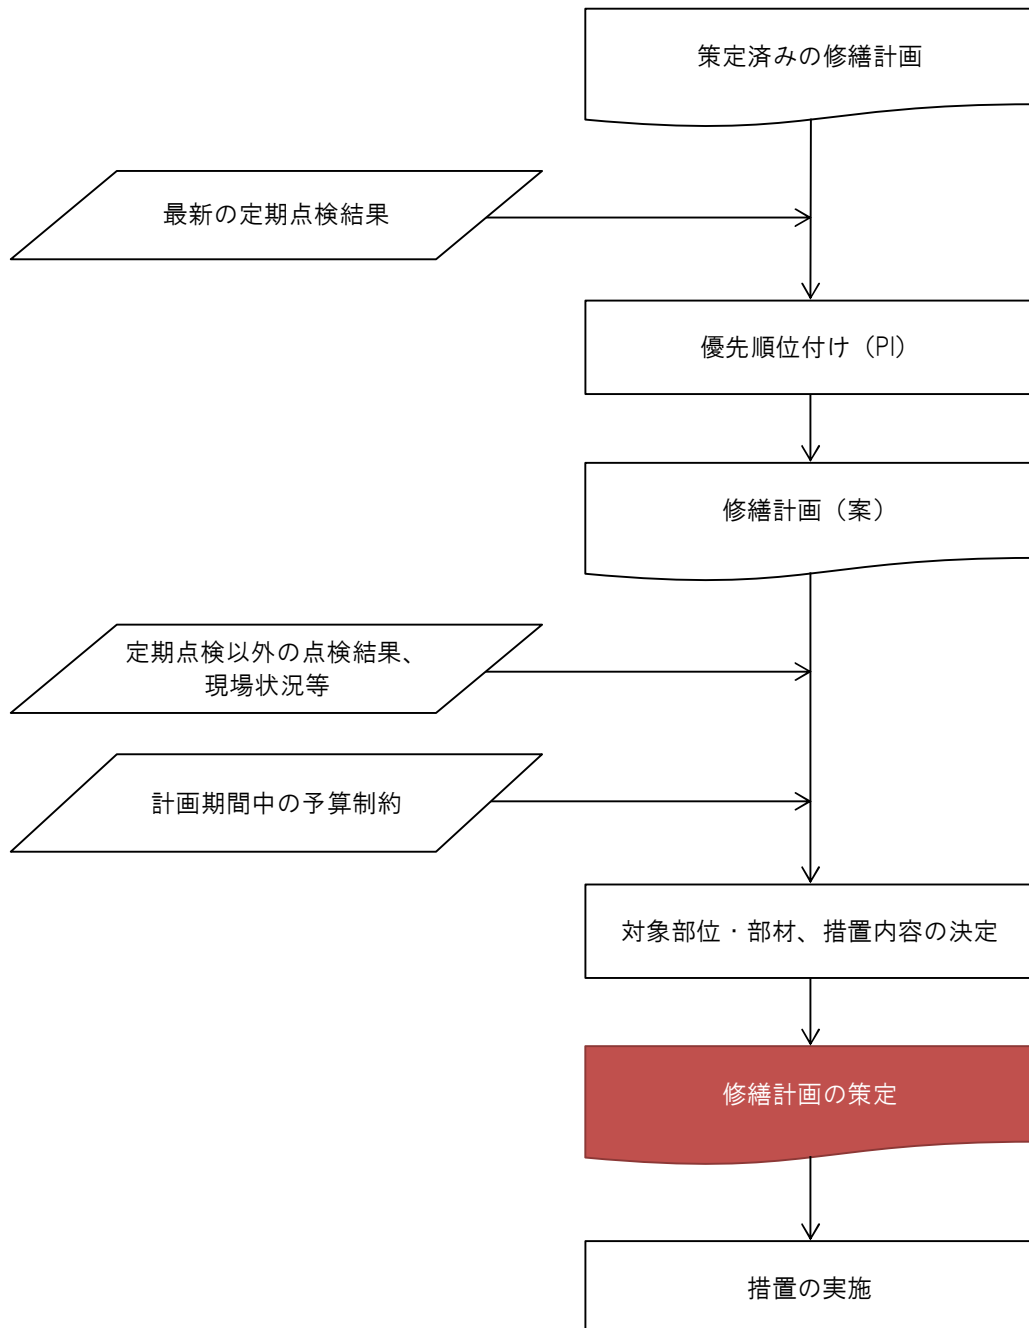 策定済みの修繕計画
最新の定期点検結果
優先順位付け（PI）
修繕計画（案）
定期点検以外の点検結果、
現場状況等
計画期間中の予算制約
対象部位・部材、措置内容の決定
修繕計画の策定
措置の実施